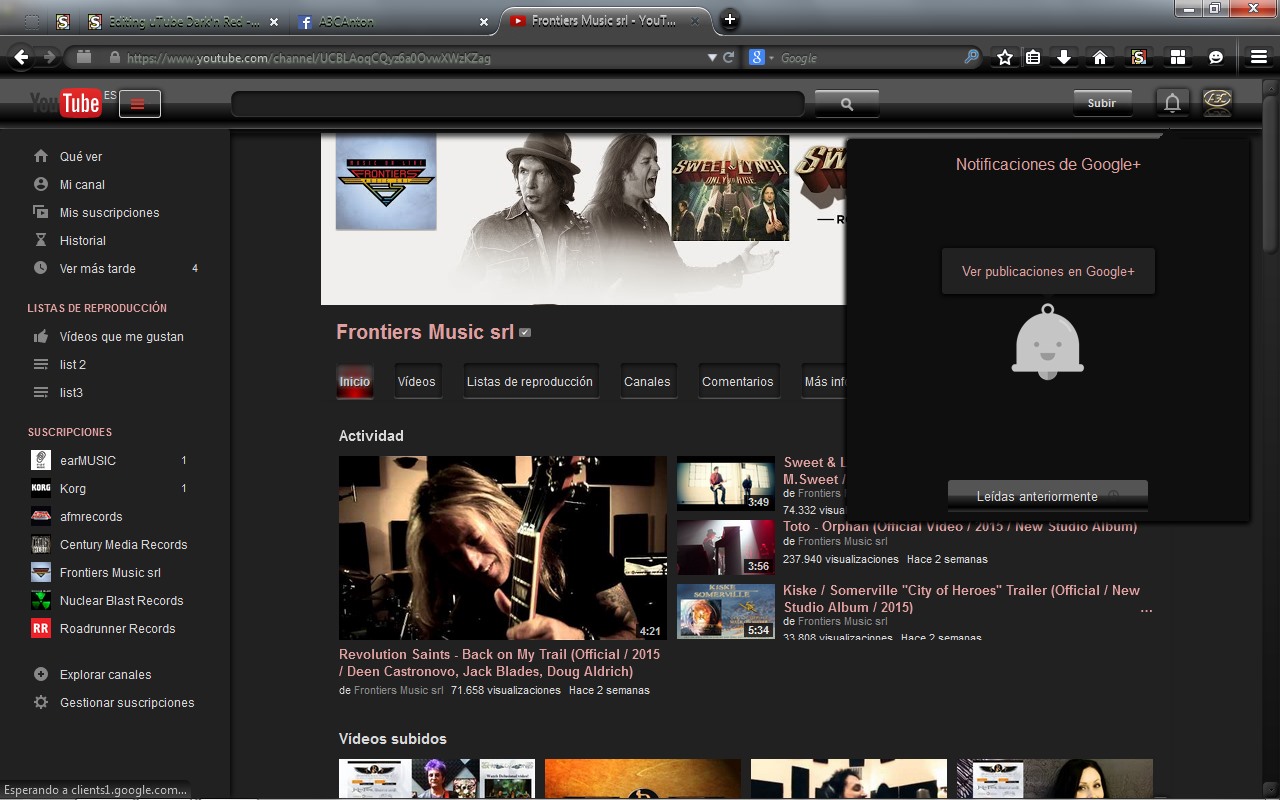 Editing uTube Dark'n Red -...
A3CAnton
Frontiers Music srl - YouT...
https://www.youtube.com/channel/UCBLAoqCQyz6a0OvwXWzKZag
Google
YouTube ES
Subir
Qué ver
Mi canal
Mis suscripciones
Historial
Ver más tarde 4
LISTAS DE REPRODUCCIÓN
Vídeos que me gustan
list 2
list3
SUSCRIPCIONES
earMUSIC 1
KORG Korg 1
afmrecords
Century Media Records
Frontiers Music srl
Nuclear Blast Records
RR Roadrunner Records
Explorar canales
Gestionar suscripciones
MUSIC ON LINE
FRONTIERS
SWEET & LYNCH
ONLY TO RISE
Frontiers Music srl
Inicio
Vídeos
Listas de reproducción
Canales
Comentarios
Más inf
Notificaciones de Google+
Ver publicaciones en Google+
Leídas anteriormente
Actividad
4:21
Revolution Saints - Back on My Trail (Official / 2015
/ Deen Castronovo, Jack Blades, Doug Aldrich)
de Frontiers Music srl 71.658 visualizaciones Hace 2 semanas
3:49
Sweet & L
M.Sweet /
de Frontiers
74.332 visua
3:56
Toto - Orphan (Official Video / 2015 / New Studio Album)
de Frontiers Music srl
237.940 visualizaciones Hace 2 semanas
KISKE
SOMERVILLE
5:34
Kiske / Somerville "City of Heroes" Trailer (Official / New
Studio Album / 2015) ...
de Frontiers Music srl
33.808 visualizaciones Hace 2 semanas
Vídeos subidos
Esperando a clients1.google.com...